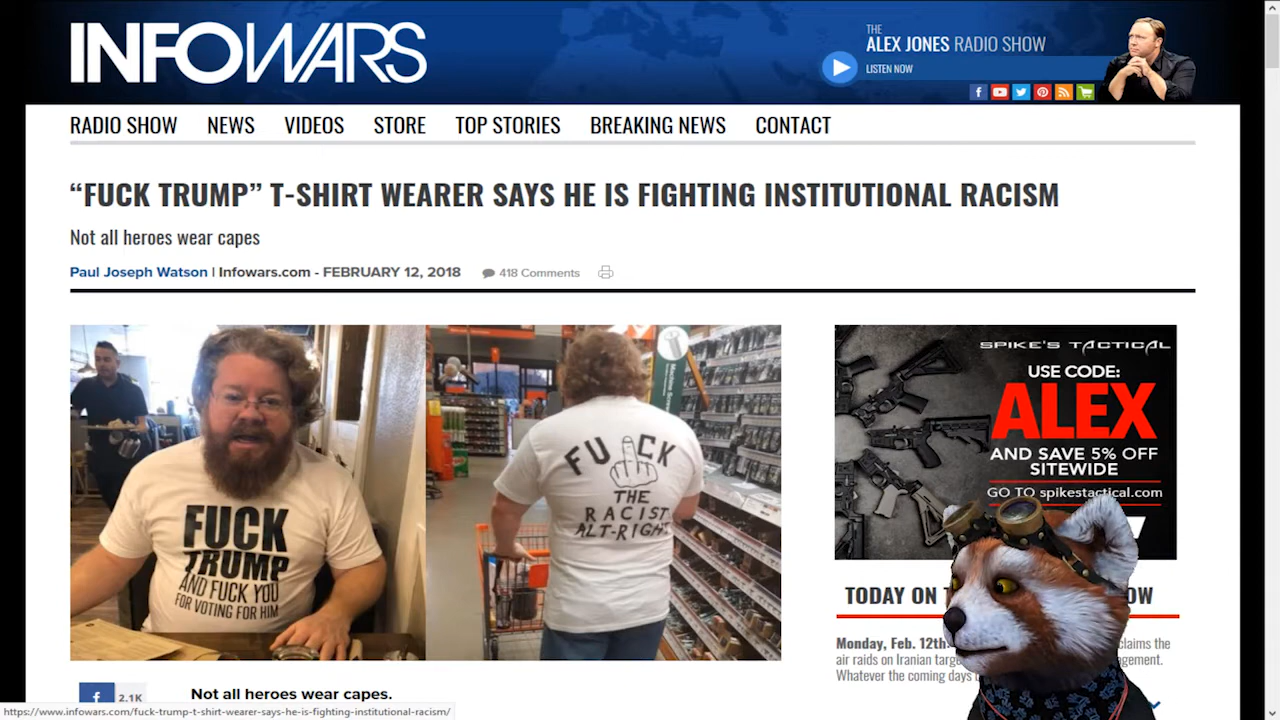 INFOWARS
THE
ALEX JONES RADIO SHOW
LISTEN NOW
RADIO SHOW NEWS VIDEOS STORE TOP STORIES BREAKING NEWS CONTACT
“FUCK TRUMP” T-SHIRT WEARER SAYS HE IS FIGHTING INSTITUTIONAL RACISM
Not all heroes wear capes
Paul Joseph Watson | Infowars.com - FEBRUARY 12, 2018 418 Comments
FUCK
TRUMP
AND FUCK YOU
FOR VOTING FOR HIM
FU CK
THE
RACIST
ALT-RIGHT
SPIKE'S TACTICAL
USE CODE:
ALEX
AND SAVE 5% OFF
SITEWIDE
GO TO spikestactical.com
TODAY ON OW
Monday, Feb. 12th: claims the
air raids on Iranian
Whatever the coming days
2.1K
Not all heroes wear capes.
https://www.infowars.com/fuck-trump-t-shirt-wearer-says-he-is-fighting-institutional-racism/